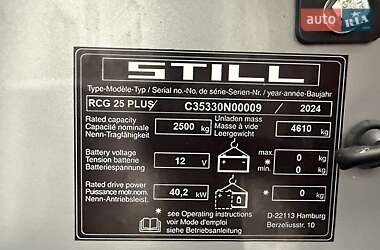 auto RIA
STILL
Type-Modèle-Typ / Serial no.-No. de série-Serien-Nr. / year-année-Baujahr
RCG 25 PLUS / C35330N00009 / 2024
Rated capacity
Capacité nominale
Nenn-Tragfähigkeit
2500 kg
Unladen mass
Masse à vide
Leergewicht
4610 kg
Battery voltage
Tension batterie
Batteriespannung
12 V
max 0 kg
* min 0 kg
Rated drive power
Puissance mot.nom.
Nenn-Antriebsleist.
40,2 kW
* 0 kg
* see Operating instructions
voir Mode d'emploi
siehe Betriebsanleitung
D-22113 Hamburg
Berzeliusstr. 10